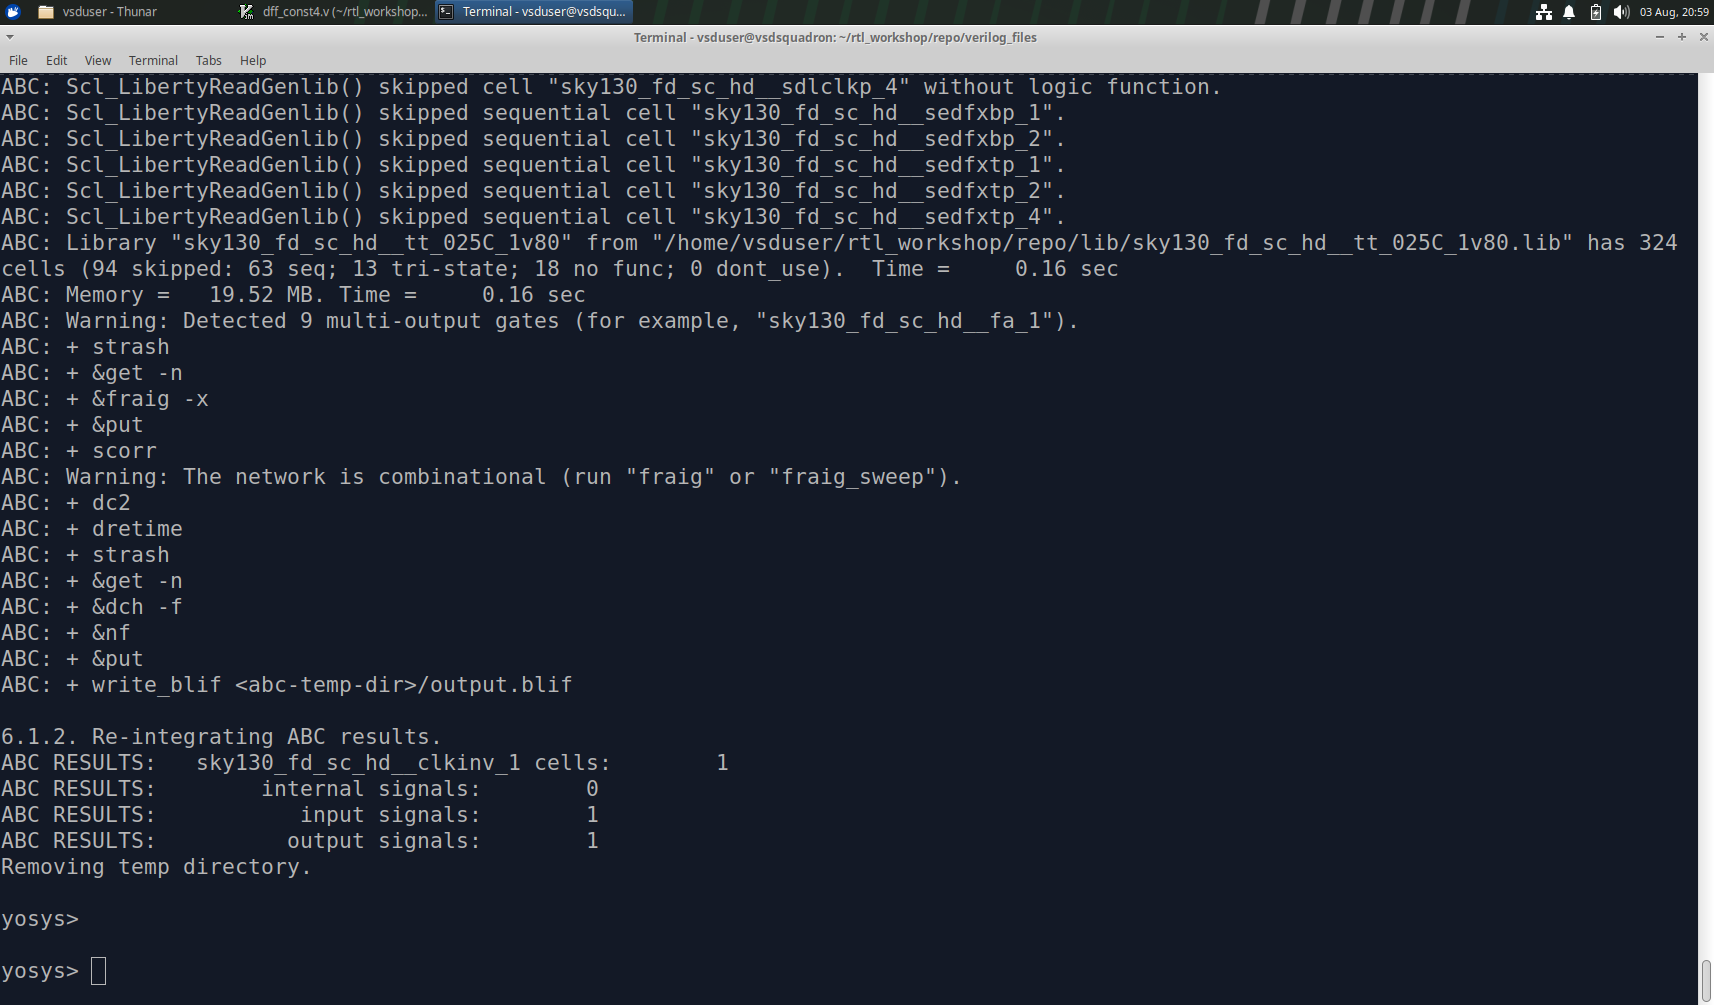 vsduser - Thunar
dff_const4.v (~/rtl_workshop...
Terminal - vsduser@vsdsqu...
03 Aug, 20:59
Terminal - vsduser@vsdsquadron: ~/rtl_workshop/repo/verilog_files
File Edit View Terminal Tabs Help
ABC: Scl_LibertyReadGenlib() skipped cell "sky130_fd_sc_hd__sdlclkp_4" without logic function.
ABC: Scl_LibertyReadGenlib() skipped sequential cell "sky130_fd_sc_hd__sedfxbp_1".
ABC: Scl_LibertyReadGenlib() skipped sequential cell "sky130_fd_sc_hd__sedfxbp_2".
ABC: Scl_LibertyReadGenlib() skipped sequential cell "sky130_fd_sc_hd__sedfxtp_1".
ABC: Scl_LibertyReadGenlib() skipped sequential cell "sky130_fd_sc_hd__sedfxtp_2".
ABC: Scl_LibertyReadGenlib() skipped sequential cell "sky130_fd_sc_hd__sedfxtp_4".
ABC: Library "sky130_fd_sc_hd__tt_025C_1v80" from "/home/vsduser/rtl_workshop/repo/lib/sky130_fd_sc_hd__tt_025C_1v80.lib" has 324
cells (94 skipped: 63 seq; 13 tri-state; 18 no func; 0 dont_use).  Time =     0.16 sec
ABC: Memory =   19.52 MB. Time =     0.16 sec
ABC: Warning: Detected 9 multi-output gates (for example, "sky130_fd_sc_hd__fa_1").
ABC: + strash
ABC: + &get -n
ABC: + &fraig -x
ABC: + &put
ABC: + scorr
ABC: Warning: The network is combinational (run "fraig" or "fraig_sweep").
ABC: + dc2
ABC: + dretime
ABC: + strash
ABC: + &get -n
ABC: + &dch -f
ABC: + &nf
ABC: + &put
ABC: + write_blif <abc-temp-dir>/output.blif
6.1.2. Re-integrating ABC results.
ABC RESULTS:   sky130_fd_sc_hd__clkinv_1 cells:        1
ABC RESULTS:        internal signals:        0
ABC RESULTS:           input signals:        1
ABC RESULTS:          output signals:        1
Removing temp directory.
yosys>
yosys>